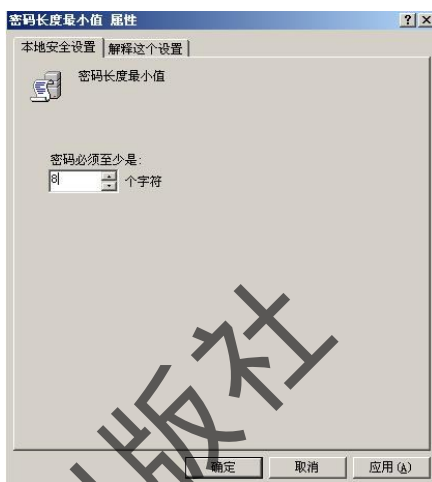 密码长度最小值 属性
本地安全设置 解释这个设置
密码长度最小值
密码必须至少是:
8 个字符
确定 取消 应用(A)
版社